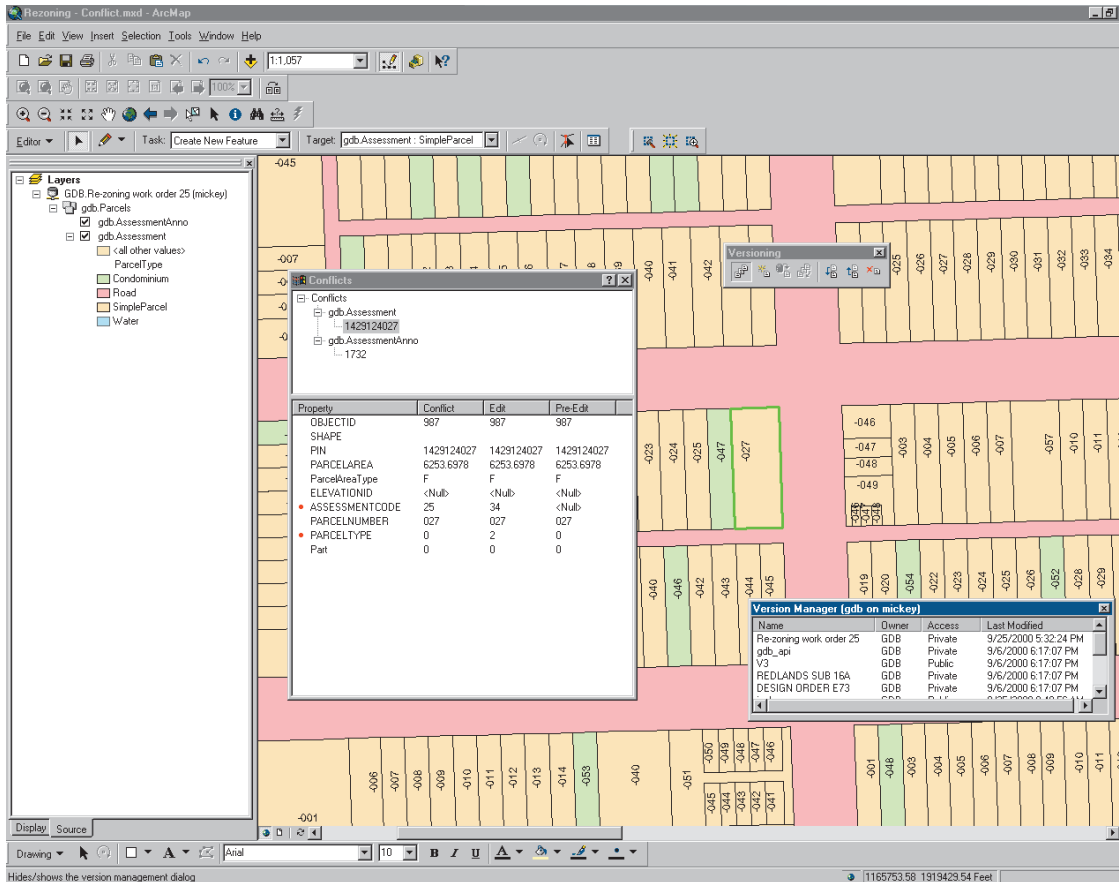 Rezoning - Conflict.mxd - ArcMap
File Edit View Insert Selection Tools Window Help
1:1,057
100%
Editor Task: Create New Feature Target: gdb.Assessment : SimpleParcel
Layers
GDB.Re-zoning work order 25 (mickey)
gdb.Parcels
gdb.AssessmentAnno
gdb.Assessment
<all other values>
ParcelType
Condominium
Road
SimpleParcel
Water
Display Source
-045
-007
-040 -041 -042
-025 -026 -027 -028 -029 -030 -031 -032 -033 -034
Versioning
Conflicts
Conflicts
gdb.Assessment
1429124027
gdb.AssessmentAnno
1732
Property Conflict Edit Pre-Edit
OBJECTID 987 987 987
SHAPE
PIN 1429124027 1429124027 1429124027
PARCELAREA 6253.6978 6253.6978 6253.6978
ParcelAreaType F F F
ELEVATIONID <Null> <Null> <Null>
ASSESSMENTCODE 25 34 <Null>
PARCELNUMBER 027 027 027
PARCELTYPE 0 2 0
Part 0 0 0
-023 -024 -025 -047 -027
-046
-047
-048
-049
-003 -004 -005 -006 -007 -057 -010 -011
-040 -046 -042 -043 -044 -045
-019 -020 -054 -022 -023 -024 -025 -026 -052 -028 -029
Version Manager (gdb on mickey)
Name Owner Access Last Modified
Re-zoning work order 25 GDB Private 9/25/2000 5:32:24 PM
gdb_api GDB Private 9/6/2000 6:17:07 PM
V3 GDB Public 9/6/2000 6:17:07 PM
REDLANDS SUB 16A GDB Private 9/6/2000 6:17:07 PM
DESIGN ORDER E73 GDB Private 9/6/2000 6:17:07 PM
-050 -049 -048 -047 -046
-006 -007 -008 -009 -010 -011 -012 -013 -014 -053 -040 -051
-045 -044 -043 -042 -041
-001 -048 -003 -004 -005 -006 -007 -008 -009 -010 -011
-001
Drawing A Arial 10 B I U A
Hides/shows the version management dialog
1165753.58 1919429.54 Feet